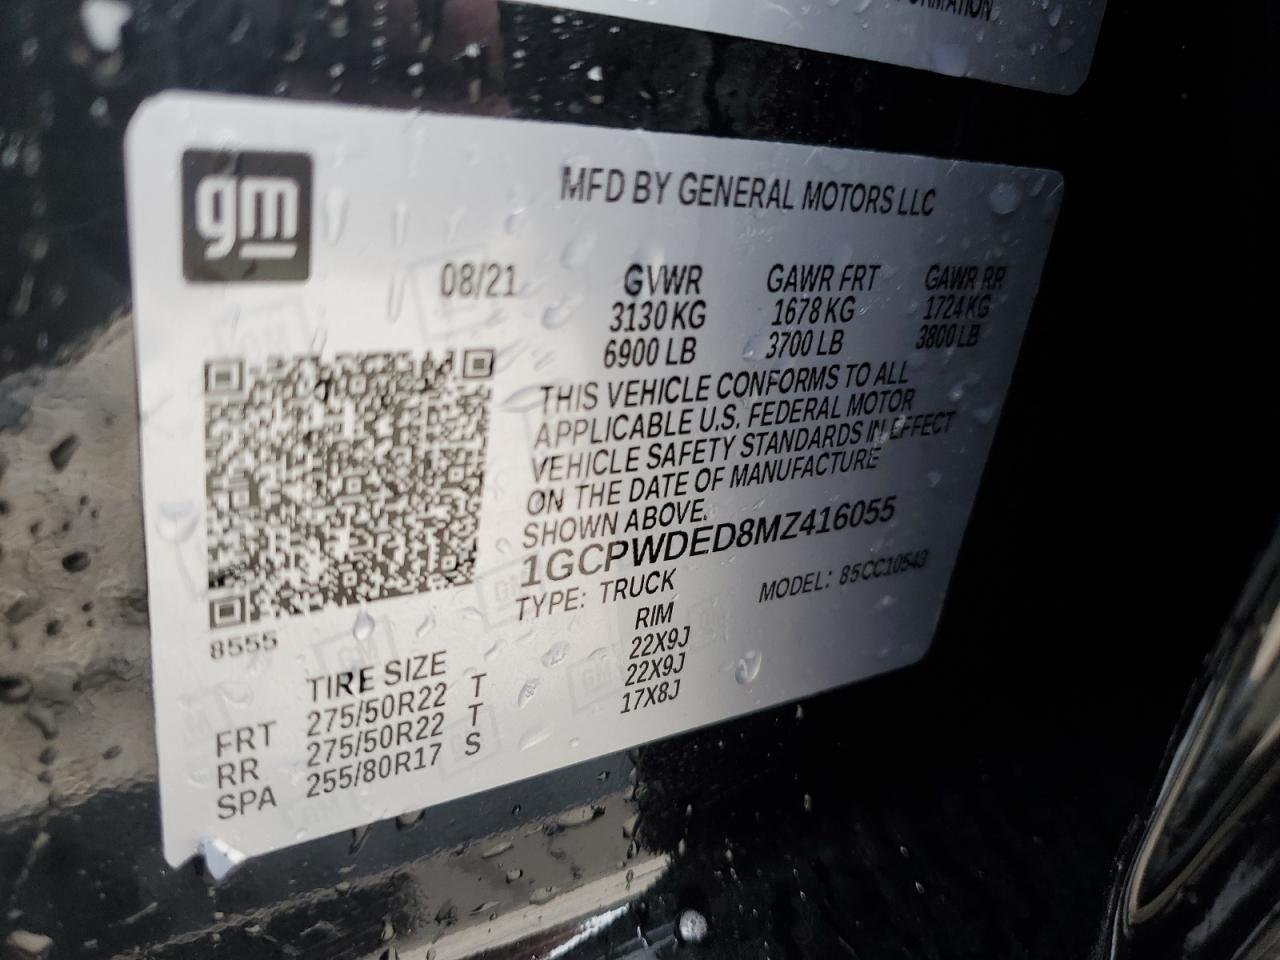 FORMATION
gm
MFD BY GENERAL MOTORS LLC
08/21 GVWR GAWR FRT GAWR RR
3130 KG 1678 KG 1724 KG
6900 LB 3700 LB 3800 LB
THIS VEHICLE CONFORMS TO ALL
APPLICABLE U.S. FEDERAL MOTOR
VEHICLE SAFETY STANDARDS IN EFFECT
ON THE DATE OF MANUFACTURE
SHOWN ABOVE.
1GCPWDED8MZ416055
TYPE: TRUCK MODEL: 85CC10543
8555
TIRE SIZE RIM
FRT 275/50R22 T 22X9J
RR 275/50R22 T 22X9J
SPA 255/80R17 S 17X8J